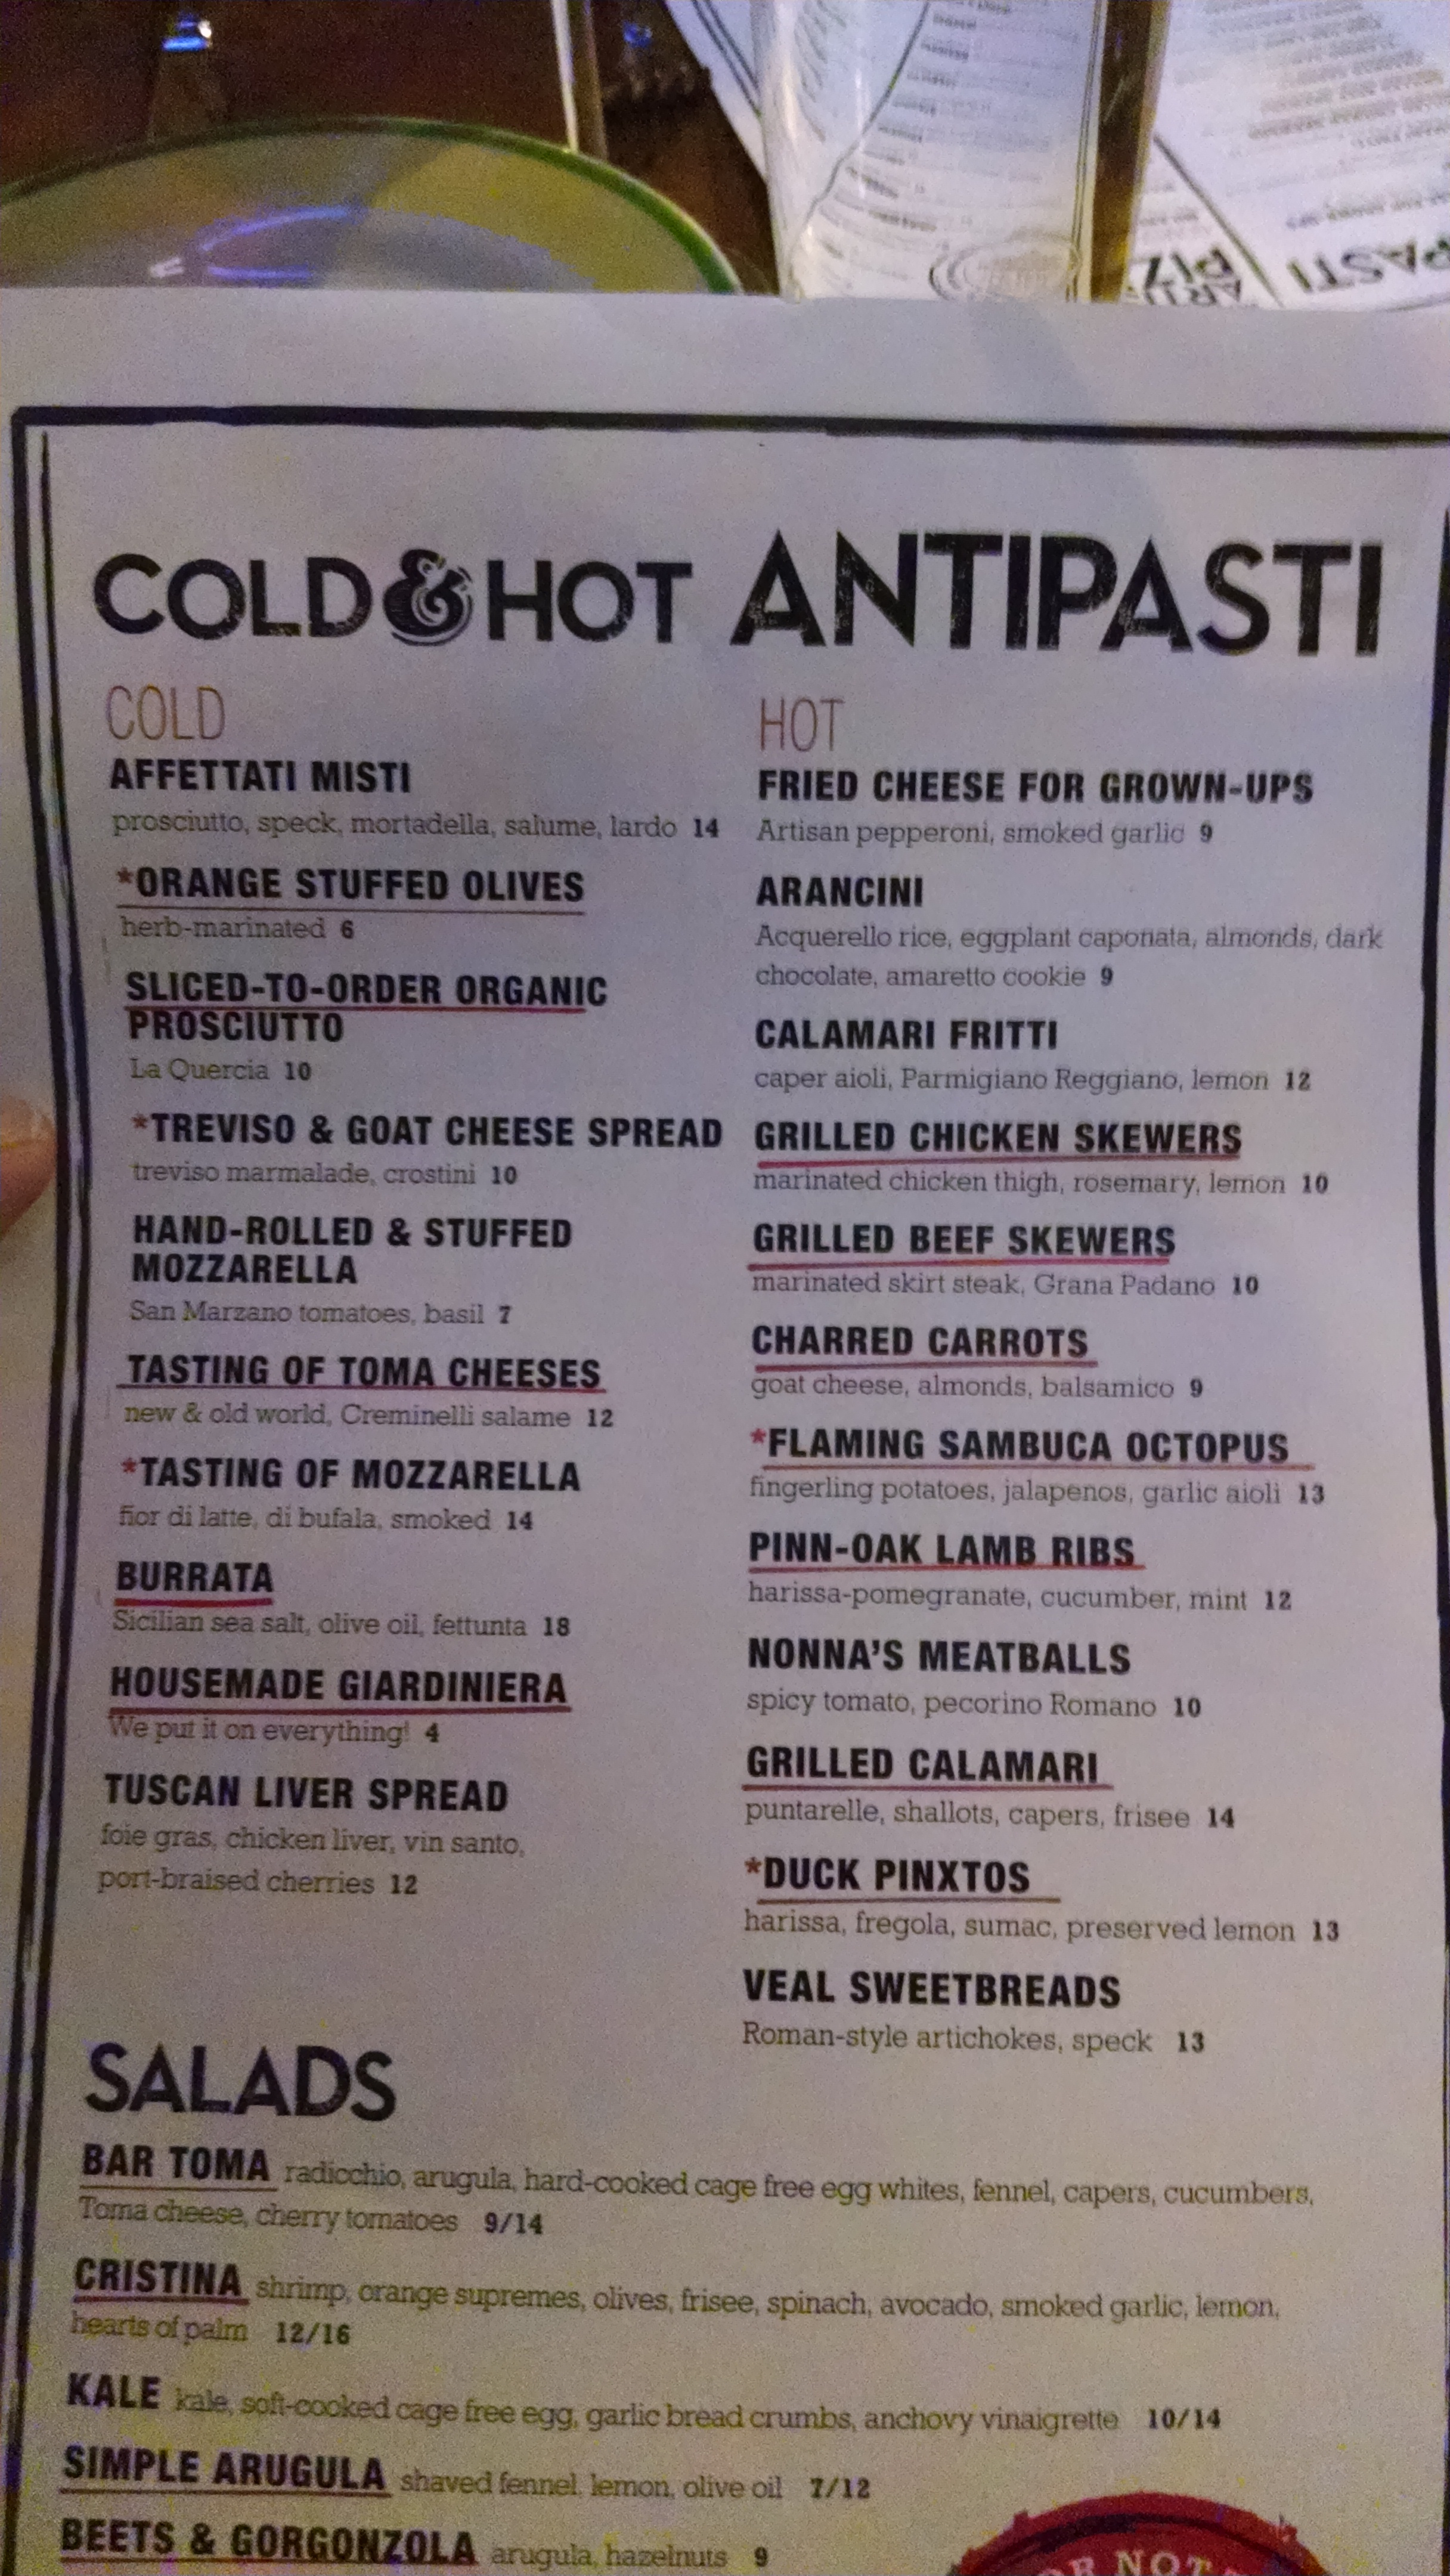 PIZ
ARTI
PASTI
COLD & HOT ANTIPASTI
COLD
AFFETTATI MISTI
prosciutto, speck, mortadella, salume, lardo 14
*ORANGE STUFFED OLIVES
herb-marinated 6
SLICED-TO-ORDER ORGANIC
PROSCIUTTO
La Quercia 10
*TREVISO & GOAT CHEESE SPREAD
treviso marmalade, crostini 10
HAND-ROLLED & STUFFED
MOZZARELLA
San Marzano tomatoes, basil 7
TASTING OF TOMA CHEESES
new & old world, Creminelli salame 12
*TASTING OF MOZZARELLA
fior di latte, di bufala, smoked 14
BURRATA
Sicilian sea salt, olive oil, fettunta 18
HOUSEMADE GIARDINIERA
We put it on everything! 4
TUSCAN LIVER SPREAD
foie gras, chicken liver, vin santo,
port-braised cherries 12
HOT
FRIED CHEESE FOR GROWN-UPS
Artisan pepperoni, smoked garlic 9
ARANCINI
Acquerello rice, eggplant caponata, almonds, dark
chocolate, amaretto cookie 9
CALAMARI FRITTI
caper aioli, Parmigiano Reggiano, lemon 12
GRILLED CHICKEN SKEWERS
marinated chicken thigh, rosemary, lemon 10
GRILLED BEEF SKEWERS
marinated skirt steak, Grana Padano 10
CHARRED CARROTS
goat cheese, almonds, balsamico 9
*FLAMING SAMBUCA OCTOPUS
fingerling potatoes, jalapenos, garlic aioli 13
PINN-OAK LAMB RIBS
harissa-pomegranate, cucumber, mint 12
NONNA'S MEATBALLS
spicy tomato, pecorino Romano 10
GRILLED CALAMARI
puntarelle, shallots, capers, frisee 14
*DUCK PINXTOS
harissa, fregola, sumac, preserved lemon 13
VEAL SWEETBREADS
Roman-style artichokes, speck 13
SALADS
BAR TOMA radicchio, arugula, hard-cooked cage free egg whites, fennel, capers, cucumbers,
Toma cheese, cherry tomatoes 9/14
CRISTINA shrimp, orange supremes, olives, frisee, spinach, avocado, smoked garlic, lemon,
hearts of palm 12/16
KALE kale, soft-cooked cage free egg, garlic bread crumbs, anchovy vinaigrette 10/14
SIMPLE ARUGULA shaved fennel, lemon, olive oil 7/12
BEETS & GORGONZOLA arugula, hazelnuts 9
OR NOT